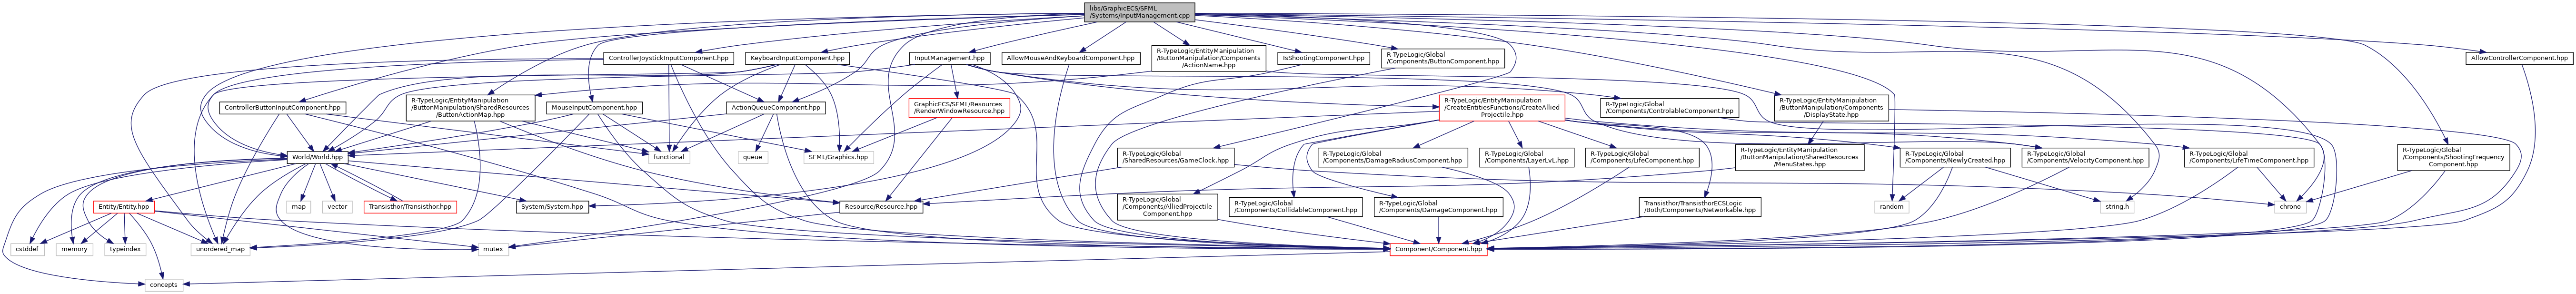 libs/GraphicECS/SFML
/Systems/InputManagement.cpp
ControllerJoystickInputComponent.hpp
KeyboardInputComponent.hpp
InputManagement.hpp
AllowMouseAndKeyboardComponent.hpp
R-TypeLogic/EntityManipulation
/ButtonManipulation/Components
/ActionName.hpp
IsShootingComponent.hpp
R-TypeLogic/Global
/Components/ButtonComponent.hpp
AllowControllerComponent.hpp
ControllerButtonInputComponent.hpp
R-TypeLogic/EntityManipulation
/ButtonManipulation/SharedResources
/ButtonActionMap.hpp
MouseInputComponent.hpp
ActionQueueComponent.hpp
GraphicECS/SFML/Resources
/RenderWindowResource.hpp
R-TypeLogic/EntityManipulation
/CreateEntitiesFunctions/CreateAllied
Projectile.hpp
R-TypeLogic/Global
/Components/ControlableComponent.hpp
R-TypeLogic/EntityManipulation
/ButtonManipulation/Components
/DisplayState.hpp
World/World.hpp
functional
queue
SFML/Graphics.hpp
R-TypeLogic/Global
/SharedResources/GameClock.hpp
R-TypeLogic/Global
/Components/DamageRadiusComponent.hpp
R-TypeLogic/Global
/Components/LayerLvL.hpp
R-TypeLogic/Global
/Components/LifeComponent.hpp
R-TypeLogic/EntityManipulation
/ButtonManipulation/SharedResources
/MenuStates.hpp
R-TypeLogic/Global
/Components/NewlyCreated.hpp
R-TypeLogic/Global
/Components/VelocityComponent.hpp
R-TypeLogic/Global
/Components/LifeTimeComponent.hpp
R-TypeLogic/Global
/Components/ShootingFrequency
Component.hpp
Entity/Entity.hpp
map
vector
Transisthor/Transisthor.hpp
System/System.hpp
Resource/Resource.hpp
R-TypeLogic/Global
/Components/AlliedProjectile
Component.hpp
R-TypeLogic/Global
/Components/CollidableComponent.hpp
R-TypeLogic/Global
/Components/DamageComponent.hpp
Transisthor/TransisthorECSLogic
/Both/Components/Networkable.hpp
random
string.h
chrono
cstddef
memory
typeindex
unordered_map
mutex
Component/Component.hpp
concepts